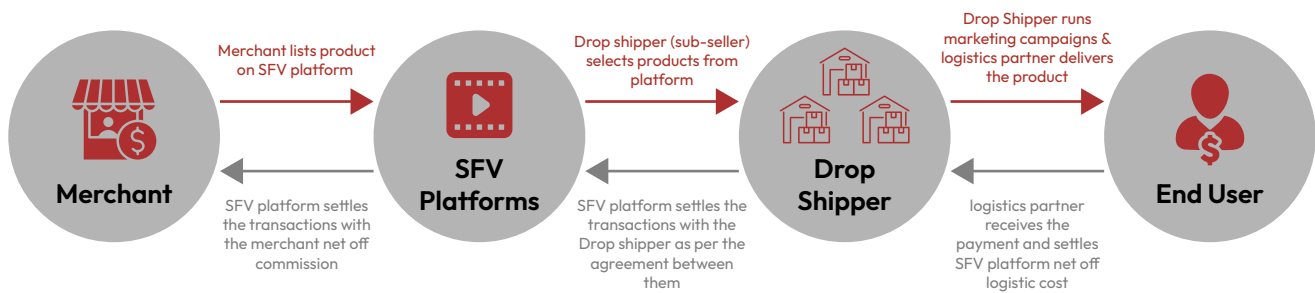 Merchant lists product
on SFV platform
Drop shipper (sub-seller)
selects products from
platform
Drop Shipper runs
marketing campaigns &
logistics partner delivers
the product
$
$
Merchant
SFV
Platforms
Drop
Shipper
End User
SFV platform settles
the transactions with
the merchant net off
commission
SFV platform settles the
transactions with the
Drop shipper as per the
agreement between
them
logistics partner
receives the
payment and settles
SFV platform net off
logistic cost